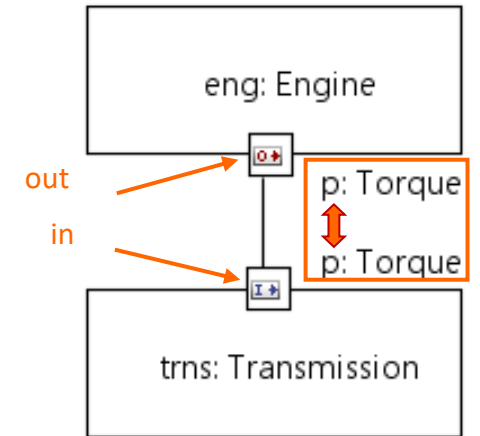 eng: Engine
O
out
p: Torque
in
p: Torque
I
trns: Transmission